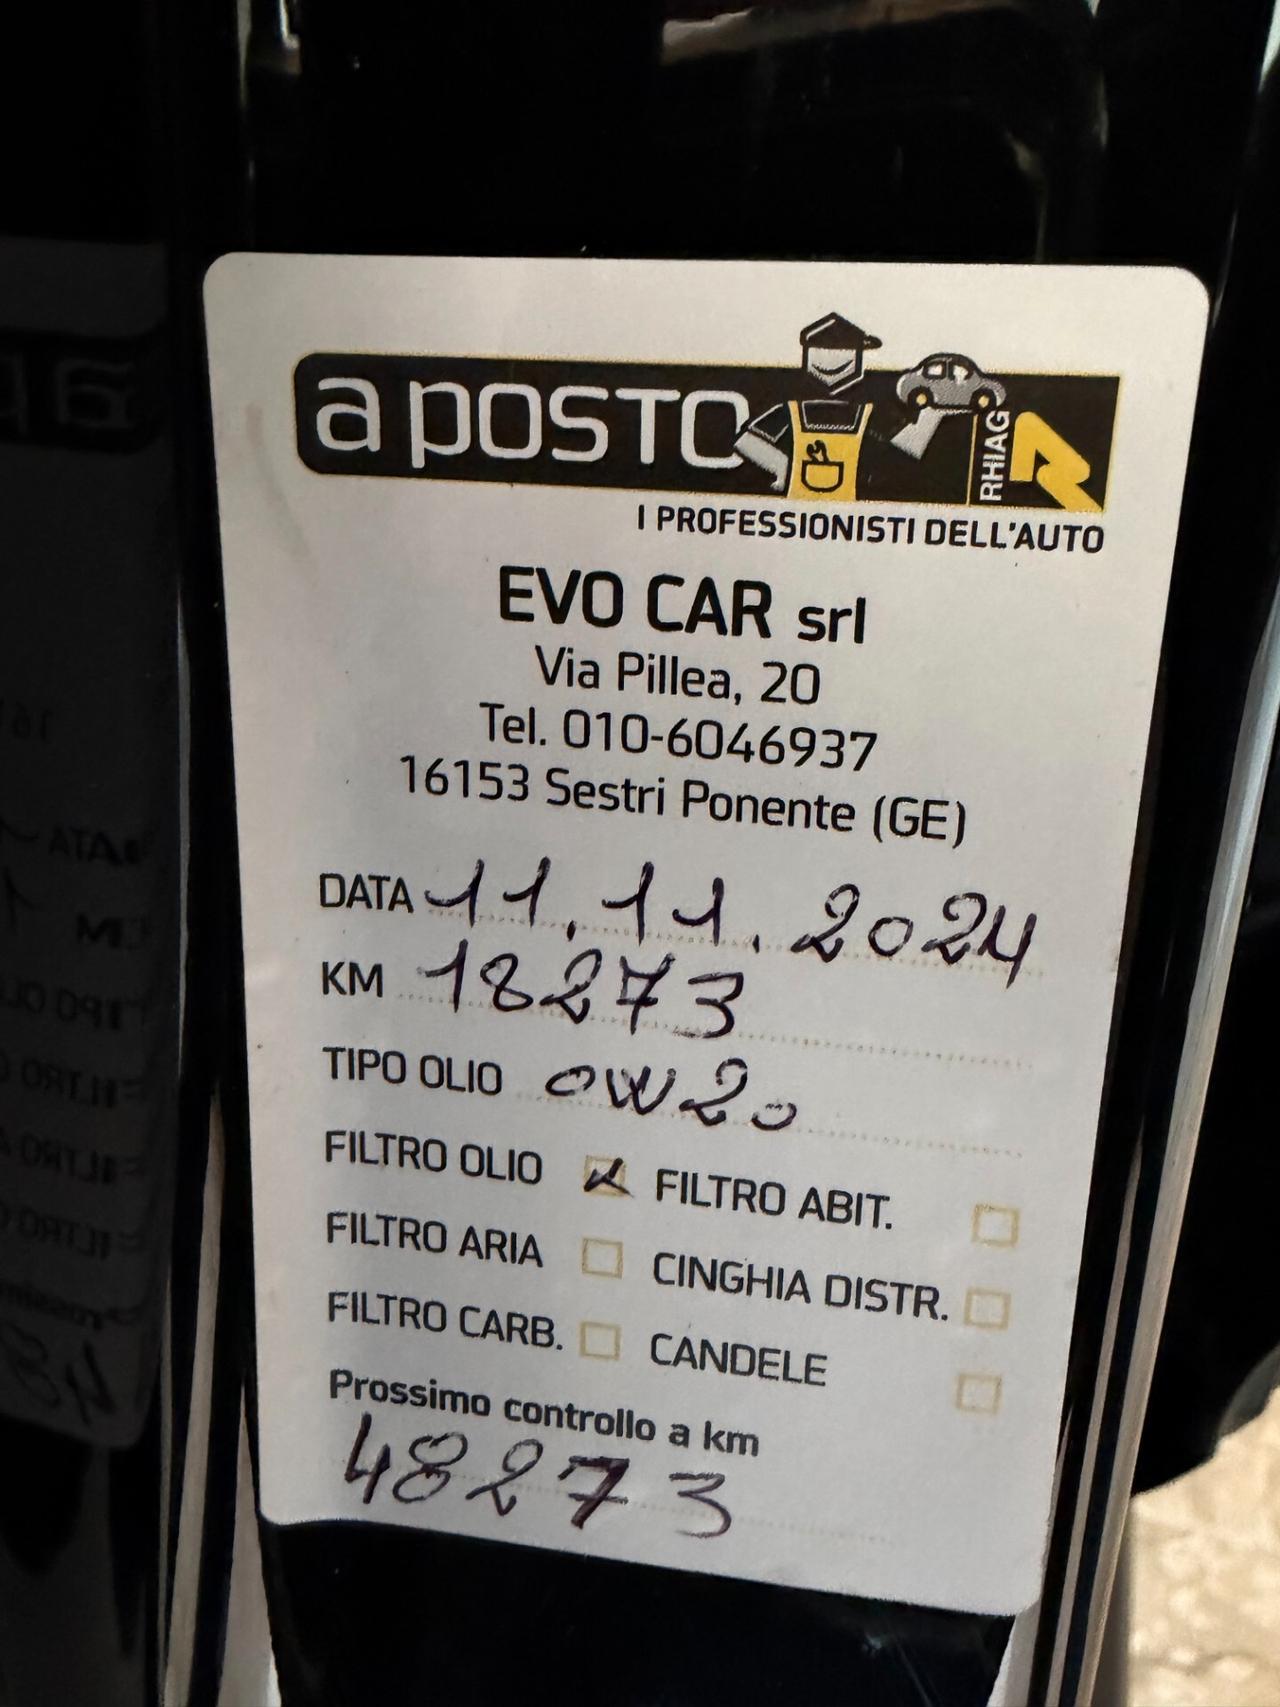 a posto
RHIAG
I PROFESSIONISTI DELL'AUTO
EVO CAR srl
Via Pillea, 20
Tel. 010-6046937
16153 Sestri Ponente (GE)
DATA 11.11.2024
KM 18273
TIPO OLIO 0W20
FILTRO OLIO FILTRO ABIT.
FILTRO ARIA CINGHIA DISTR.
FILTRO CARB. CANDELE
Prossimo controllo a km
48273